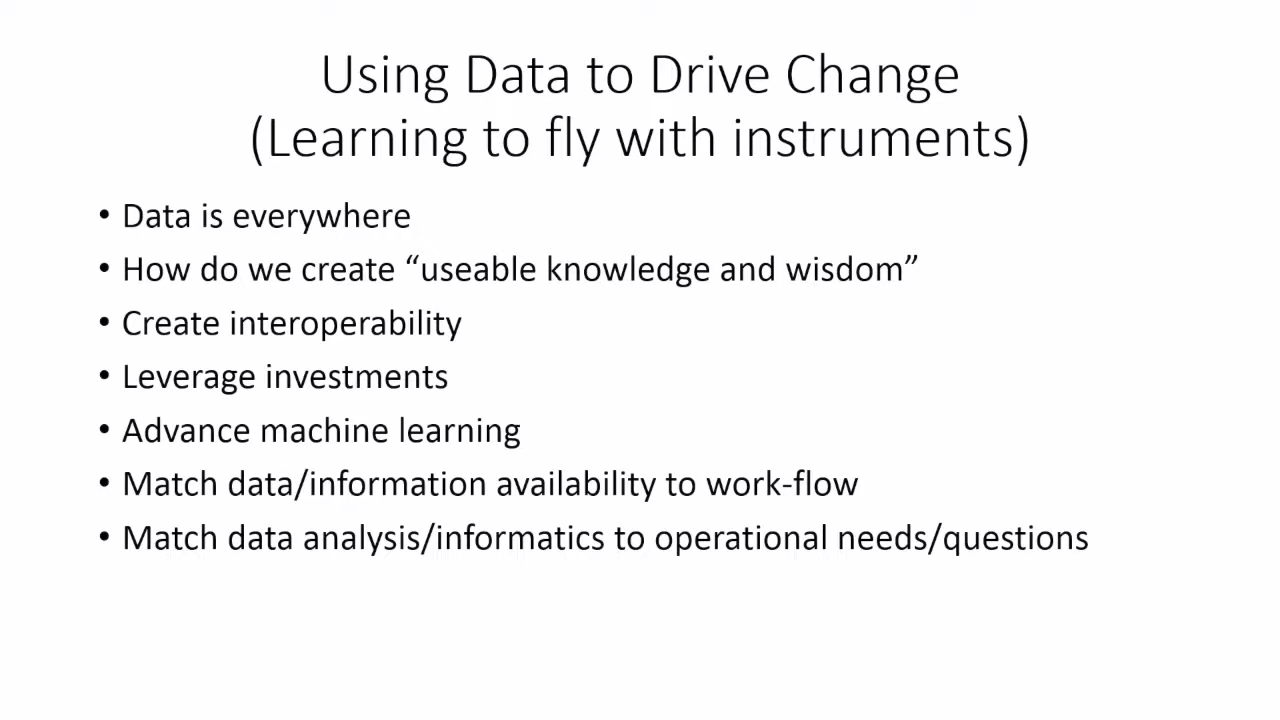 Using Data to Drive Change
(Learning to fly with instruments)
• Data is everywhere
• How do we create “useable knowledge and wisdom”
• Create interoperability
• Leverage investments
• Advance machine learning
• Match data/information availability to work-flow
• Match data analysis/informatics to operational needs/questions